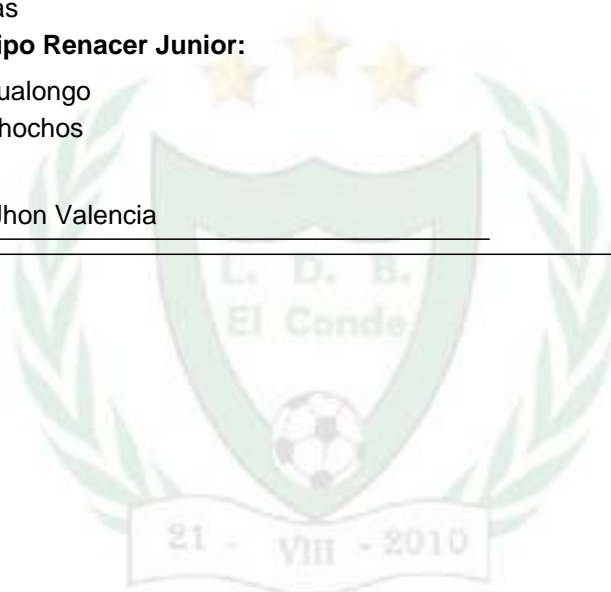 as
ipo Renacer Junior:
ualongo
hochos
Jhon Valencia
L. D. B.
El Conde
21 - VIII - 2010